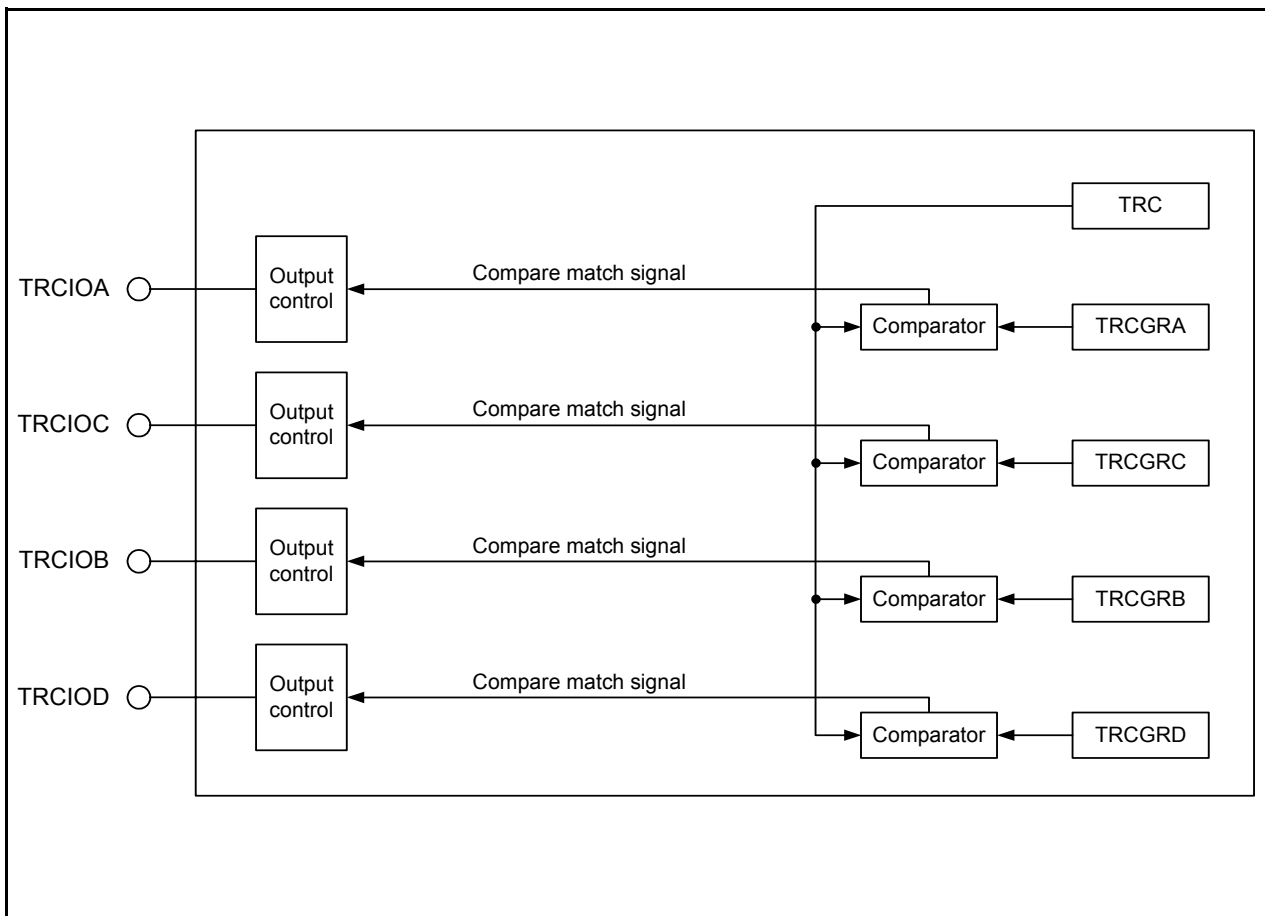 TRC
TRCIOA
Output
control
Compare match signal
Comparator
TRCGRA
TRCIOC
Output
control
Compare match signal
Comparator
TRCGRC
TRCIOB
Output
control
Compare match signal
Comparator
TRCGRB
TRCIOD
Output
control
Compare match signal
Comparator
TRCGRD